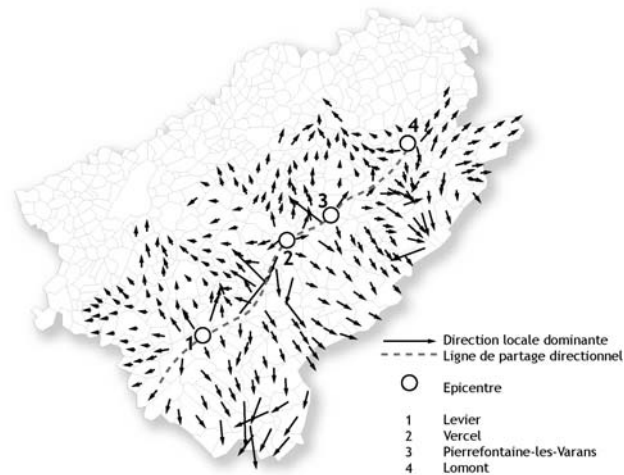 4
3
2
1
Direction locale dominante
Ligne de partage directionnel
Epicentre
1 Levier
2 Vercel
3 Pierrefontaine-les-Varans
4 Lomont